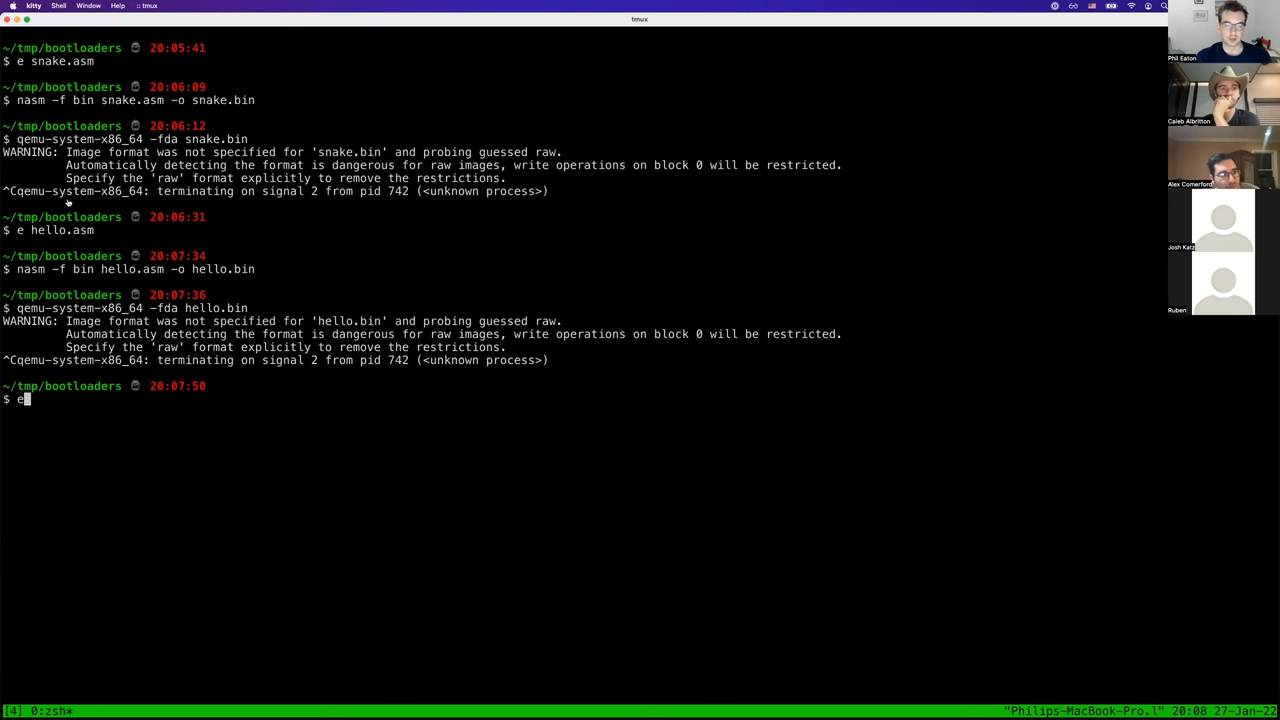 kitty Shell Window Help :: tmux
tmux
~/tmp/bootloaders 20:05:41
$ e snake.asm
~/tmp/bootloaders 20:06:09
$ nasm -f bin snake.asm -o snake.bin
~/tmp/bootloaders 20:06:12
$ qemu-system-x86_64 -fda snake.bin
WARNING: Image format was not specified for 'snake.bin' and probing guessed raw.
Automatically detecting the format is dangerous for raw images, write operations on block 0 will be restricted.
Specify the 'raw' format explicitly to remove the restrictions.
^Cqemu-system-x86_64: terminating on signal 2 from pid 742 (<unknown process>)
~/tmp/bootloaders 20:06:31
$ e hello.asm
~/tmp/bootloaders 20:07:34
$ nasm -f bin hello.asm -o hello.bin
~/tmp/bootloaders 20:07:36
$ qemu-system-x86_64 -fda hello.bin
WARNING: Image format was not specified for 'hello.bin' and probing guessed raw.
Automatically detecting the format is dangerous for raw images, write operations on block 0 will be restricted.
Specify the 'raw' format explicitly to remove the restrictions.
^Cqemu-system-x86_64: terminating on signal 2 from pid 742 (<unknown process>)
~/tmp/bootloaders 20:07:50
$ e
[4] 0:zsh* "Philips-MacBook-Pro.l" 20:08 27-Jan-22
Phil Eaton
Caleb Albritton
Alex Comerford
Josh Katz
Ruben